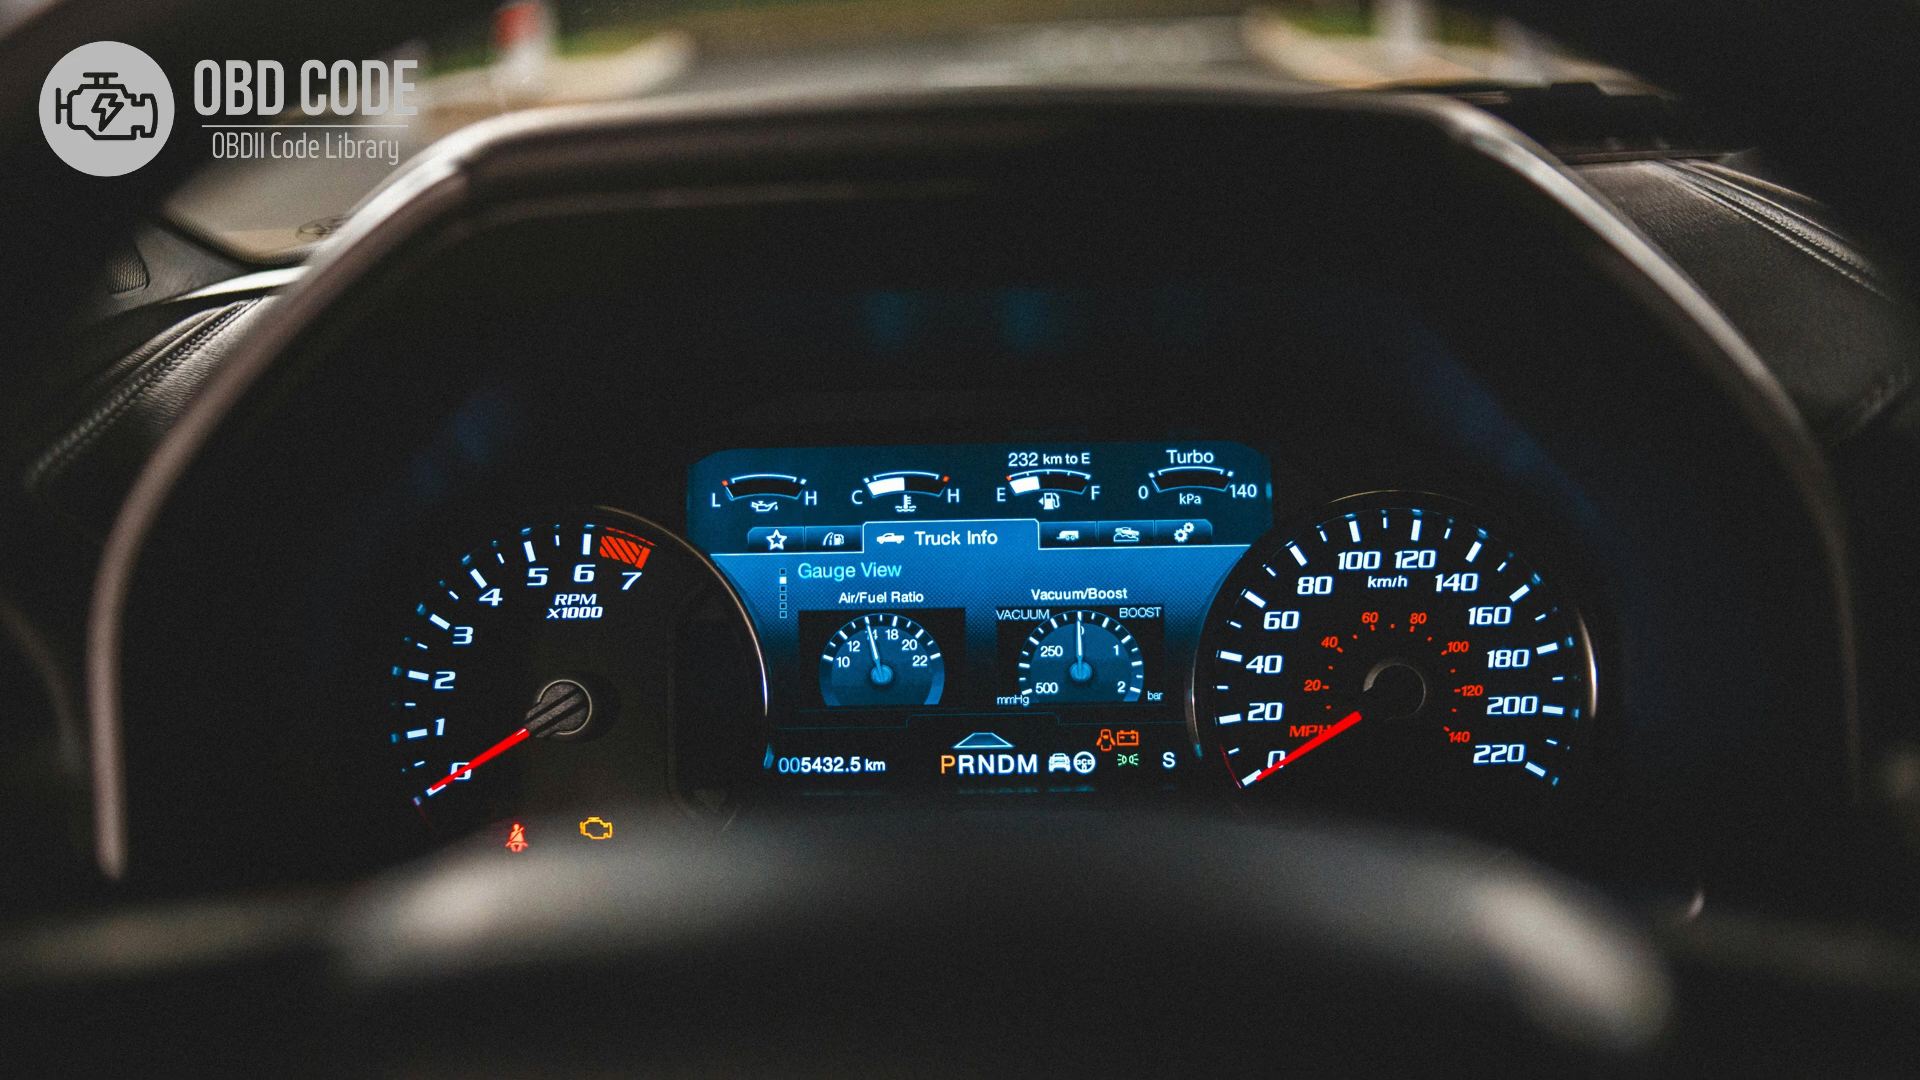 OBD CODE
OBDII Code Library
232 km to E
Turbo
L H
C H
E F
0 140
kPa
Truck Info
Gauge View
Air/Fuel Ratio
Vacuum/Boost
VACUUM BOOST
10 12 14 18 20 22
500 250 0 1 2
mmHg bar
0 1 2 3 4 5 6 7
RPM
X1000
0 20 40 60 80 100 120 140 160 180 200 220
km/h
20 40 60 80 100 120 140
MPH
005432.5 km
PRNDM
S